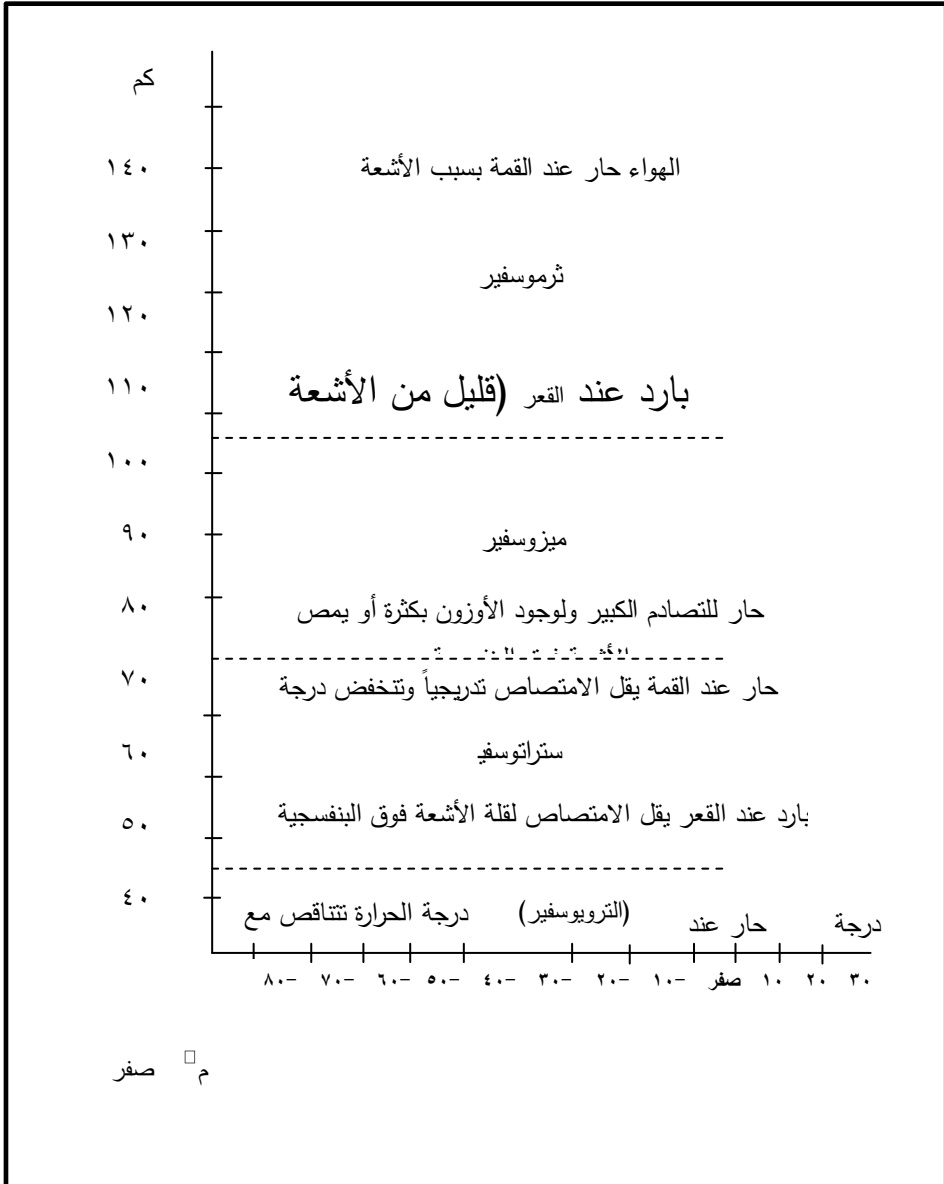 كم
١٤٠ الهواء حار عند القمة بسبب الأشعة
١٣٠
ثرموسفير
١٢٠
١١٠ بارد عند القعر (قليل من الأشعة
١٠٠
٩٠ ميزوسفير
٨٠ حار للتصادم الكبير ولوجود الأوزون بكثرة أو يمص
٧٠ حار عند القمة يقل الامتصاص تدريجياً وتنخفض درجة
٦٠ ستراتوسفي
٥٠ بارد عند القعر يقل الامتصاص لقلة الأشعة فوق البنفسجية
٤٠ درجة حار عند (الترويوسفير) درجة الحرارة تتناقص مع
٣٠ ٢٠ ١٠ صفر -١٠ -٢٠ -٣٠ -٤٠ -٥٠ -٦٠ -٧٠ -٨٠
م صفر